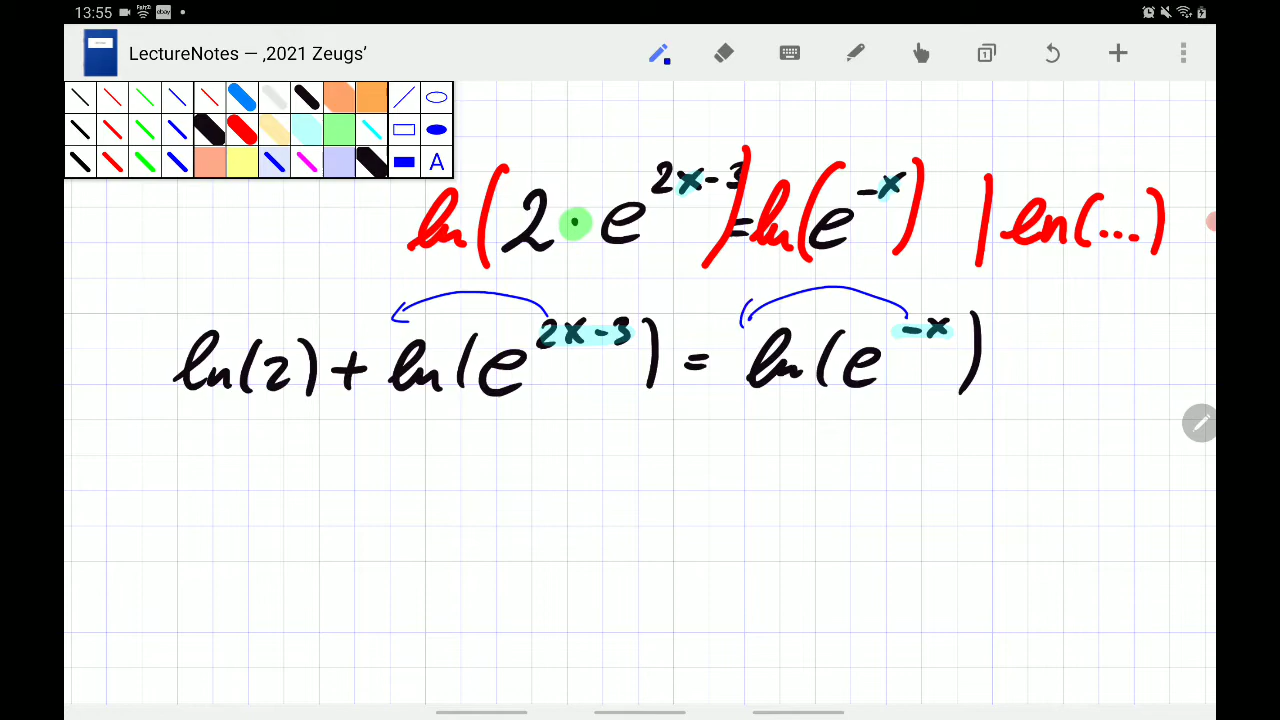 13:55
LectureNotes — ‚2021 Zeugs’
A
ln(2 · e^(2x-3)) = ln(e^(-x)) | ln(...)
ln(2) + ln(e^(2x-3)) = ln(e^(-x))